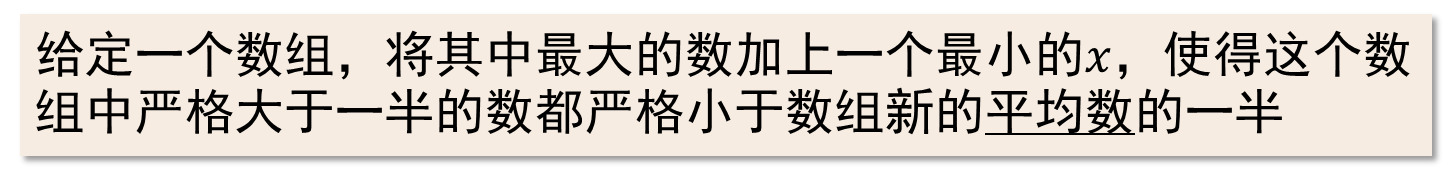 给定一个数组，将其中最大的数加上一个最小的x，使得这个数
组中严格大于一半的数都严格小于数组新的平均数的一半